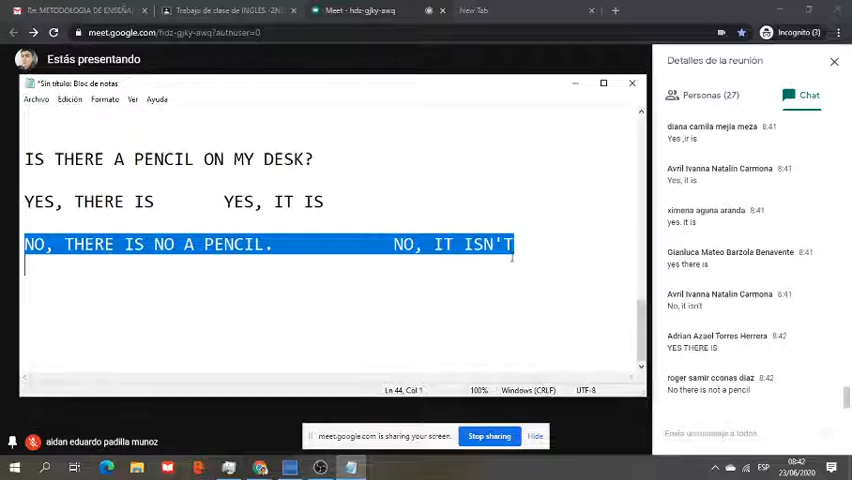 Re: METODOLOGIA DE ENSEÑA
Trabajo de clase de INGLES -2N
Meet - hdz-gjky-awq
New Tab
meet.google.com/hdz-gjky-awq?authuser=0
Incognito (3)
Estás presentando
*Sin título: Bloc de notas
Archivo Edición Formato Ver Ayuda
IS THERE A PENCIL ON MY DESK?
YES, THERE IS YES, IT IS
NO, THERE IS NO A PENCIL. NO, IT ISN'T
Ln 44, Col 1 100% Windows (CRLF) UTF-8
aidan eduardo padilla munoz
meet.google.com is sharing your screen. Stop sharing Hide
Detalles de la reunión
Personas (27) Chat
diana camila mejia meza 8:41
Yes ,ir is
Avril Ivanna Natalin Carmona 8:41
Yes, it is
ximena aguna aranda 8:41
yes. it is
Gianluca Mateo Barzola Benavente 8:41
yes there is
Avril Ivanna Natalin Carmona 8:41
No, it isn't
Adrian Azael Torres Herrera 8:42
YES THERE IS
roger samir cconas diaz 8:42
No there is not a pencil
Envía un mensaje a todos
ESP
08:42
23/06/2020